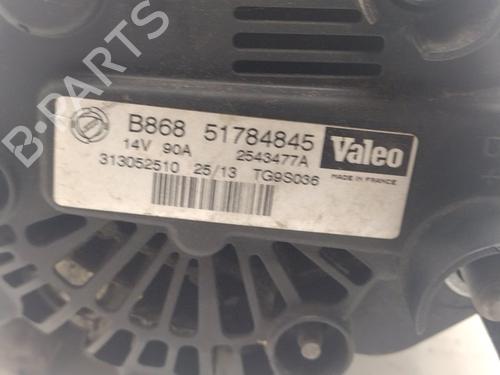 B-PARTS
B868 51784845
14V 90A 2543477A
Valeo
313052510 25/13 TG9S036
MADE IN FRANCE